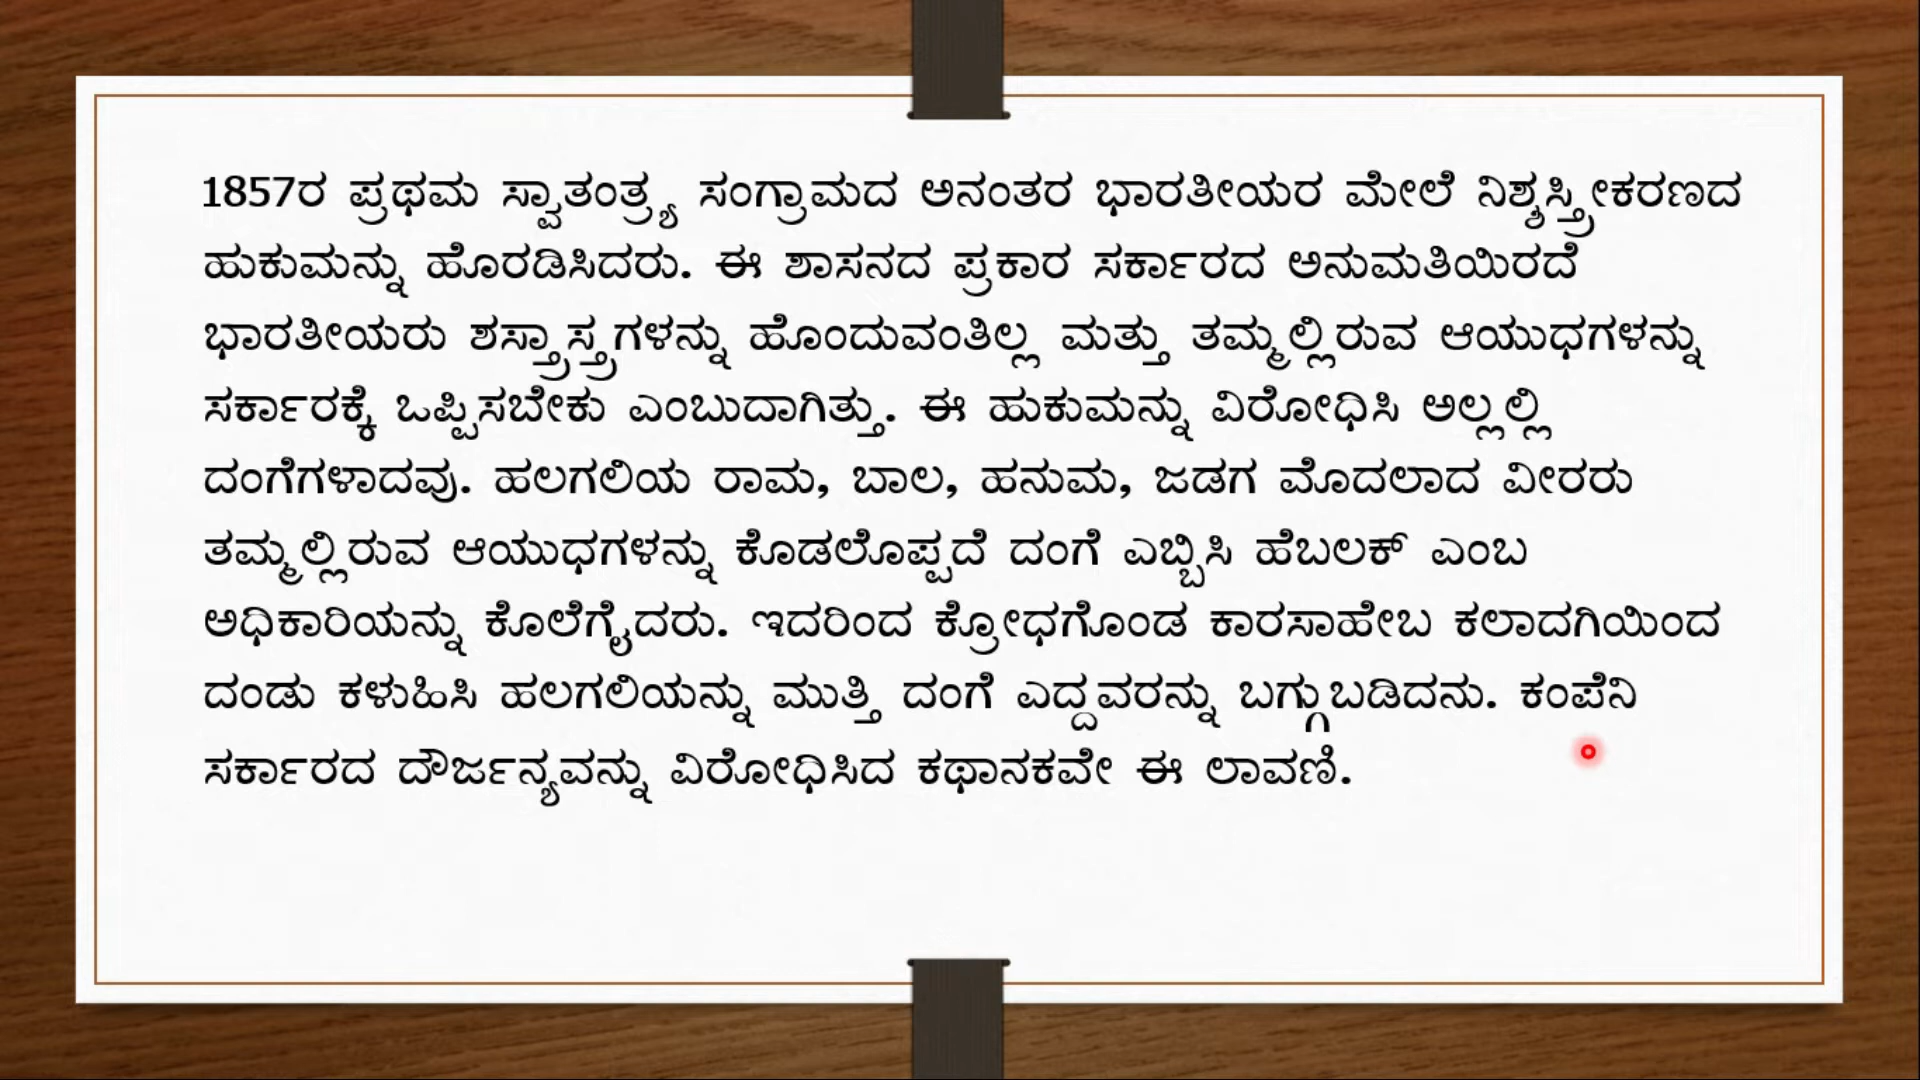 1857ರ ಪ್ರಥಮ ಸ್ವಾತಂತ್ರ್ಯ ಸಂಗ್ರಾಮದ ಅನಂತರ ಭಾರತೀಯರ ಮೇಲೆ ನಿಶ್ಶಸ್ತ್ರೀಕರಣದ
ಹುಕುಮನ್ನು ಹೊರಡಿಸಿದರು. ಈ ಶಾಸನದ ಪ್ರಕಾರ ಸರ್ಕಾರದ ಅನುಮತಿಯಿರದೆ
ಭಾರತೀಯರು ಶಸ್ತ್ರಾಸ್ತ್ರಗಳನ್ನು ಹೊಂದುವಂತಿಲ್ಲ ಮತ್ತು ತಮ್ಮಲ್ಲಿರುವ ಆಯುಧಗಳನ್ನು
ಸರ್ಕಾರಕ್ಕೆ ಒಪ್ಪಿಸಬೇಕು ಎಂಬುದಾಗಿತ್ತು. ಈ ಹುಕುಮನ್ನು ವಿರೋಧಿಸಿ ಅಲ್ಲಲ್ಲಿ
ದಂಗೆಗಳಾದವು. ಹಲಗಲಿಯ ರಾಮ, ಬಾಲ, ಹನುಮ, ಜಡಗ ಮೊದಲಾದ ವೀರರು
ತಮ್ಮಲ್ಲಿರುವ ಆಯುಧಗಳನ್ನು ಕೊಡಲೊಪ್ಪದೆ ದಂಗೆ ಎಬ್ಬಿಸಿ ಹೆಬಲಕ್ ಎಂಬ
ಅಧಿಕಾರಿಯನ್ನು ಕೊಲೆಗೈದರು. ಇದರಿಂದ ಕ್ರೋಧಗೊಂಡ ಕಾರಸಾಹೇಬ ಕಲಾದಗಿಯಿಂದ
ದಂಡು ಕಳುಹಿಸಿ ಹಲಗಲಿಯನ್ನು ಮುತ್ತಿ ದಂಗೆ ಎದ್ದವರನ್ನು ಬಗ್ಗುಬಡಿದನು. ಕಂಪೆನಿ
ಸರ್ಕಾರದ ದೌರ್ಜನ್ಯವನ್ನು ವಿರೋಧಿಸಿದ ಕಥಾನಕವೇ ಈ ಲಾವಣಿ.